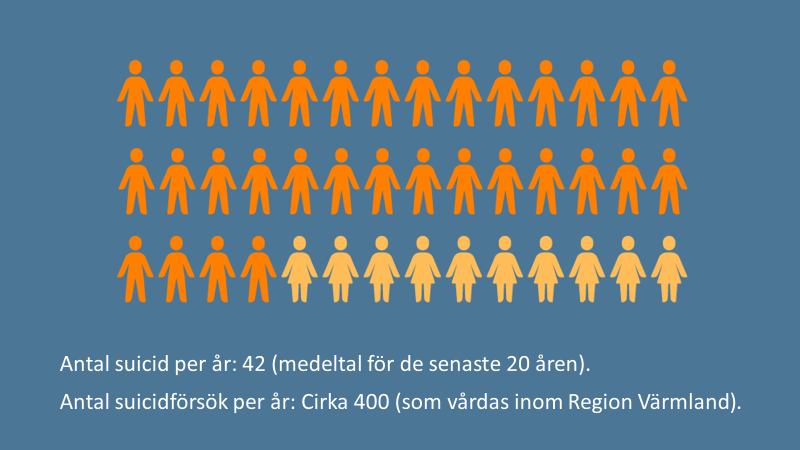 Antal suicid per år: 42 (medeltal för de senaste 20 åren).
Antal suicidförsök per år: Cirka 400 (som vårdas inom Region Värmland).